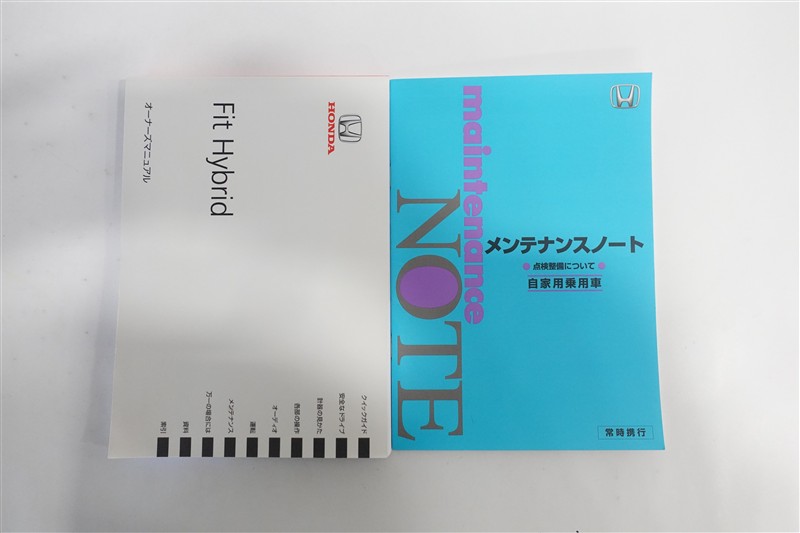 HONDA
Fit Hybrid
オーナーズマニュアル
クイックガイド
安全なドライブ
計器の見かた
各部の操作
オーディオ
運転
メンテナンス
万一の場合には
資料
索引
maintenance
NOTE
メンテナンスノート
点検整備について
自家用乗用車
常時携行